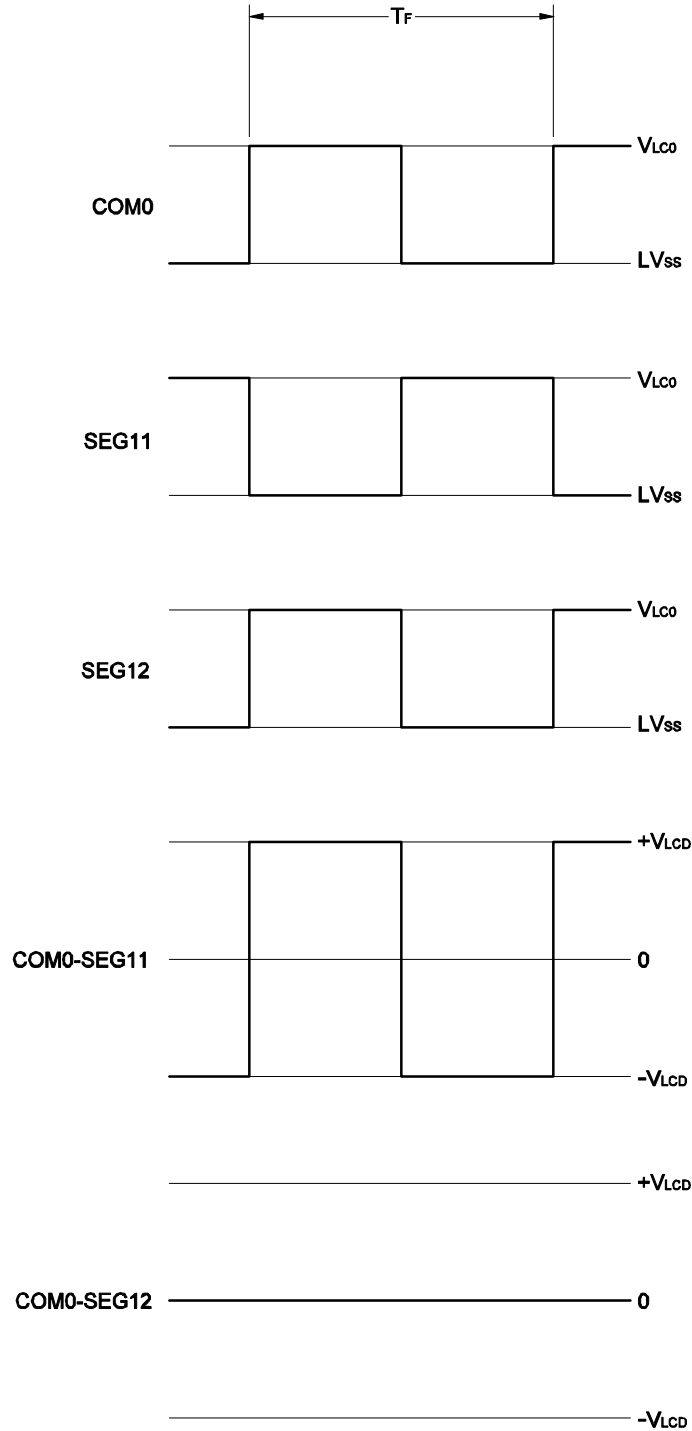 TF
VLC0
COM0
LVSS
VLC0
SEG11
LVSS
VLC0
SEG12
LVSS
+VLCD
COM0-SEG11
0
-VLCD
+VLCD
COM0-SEG12
0
-VLCD